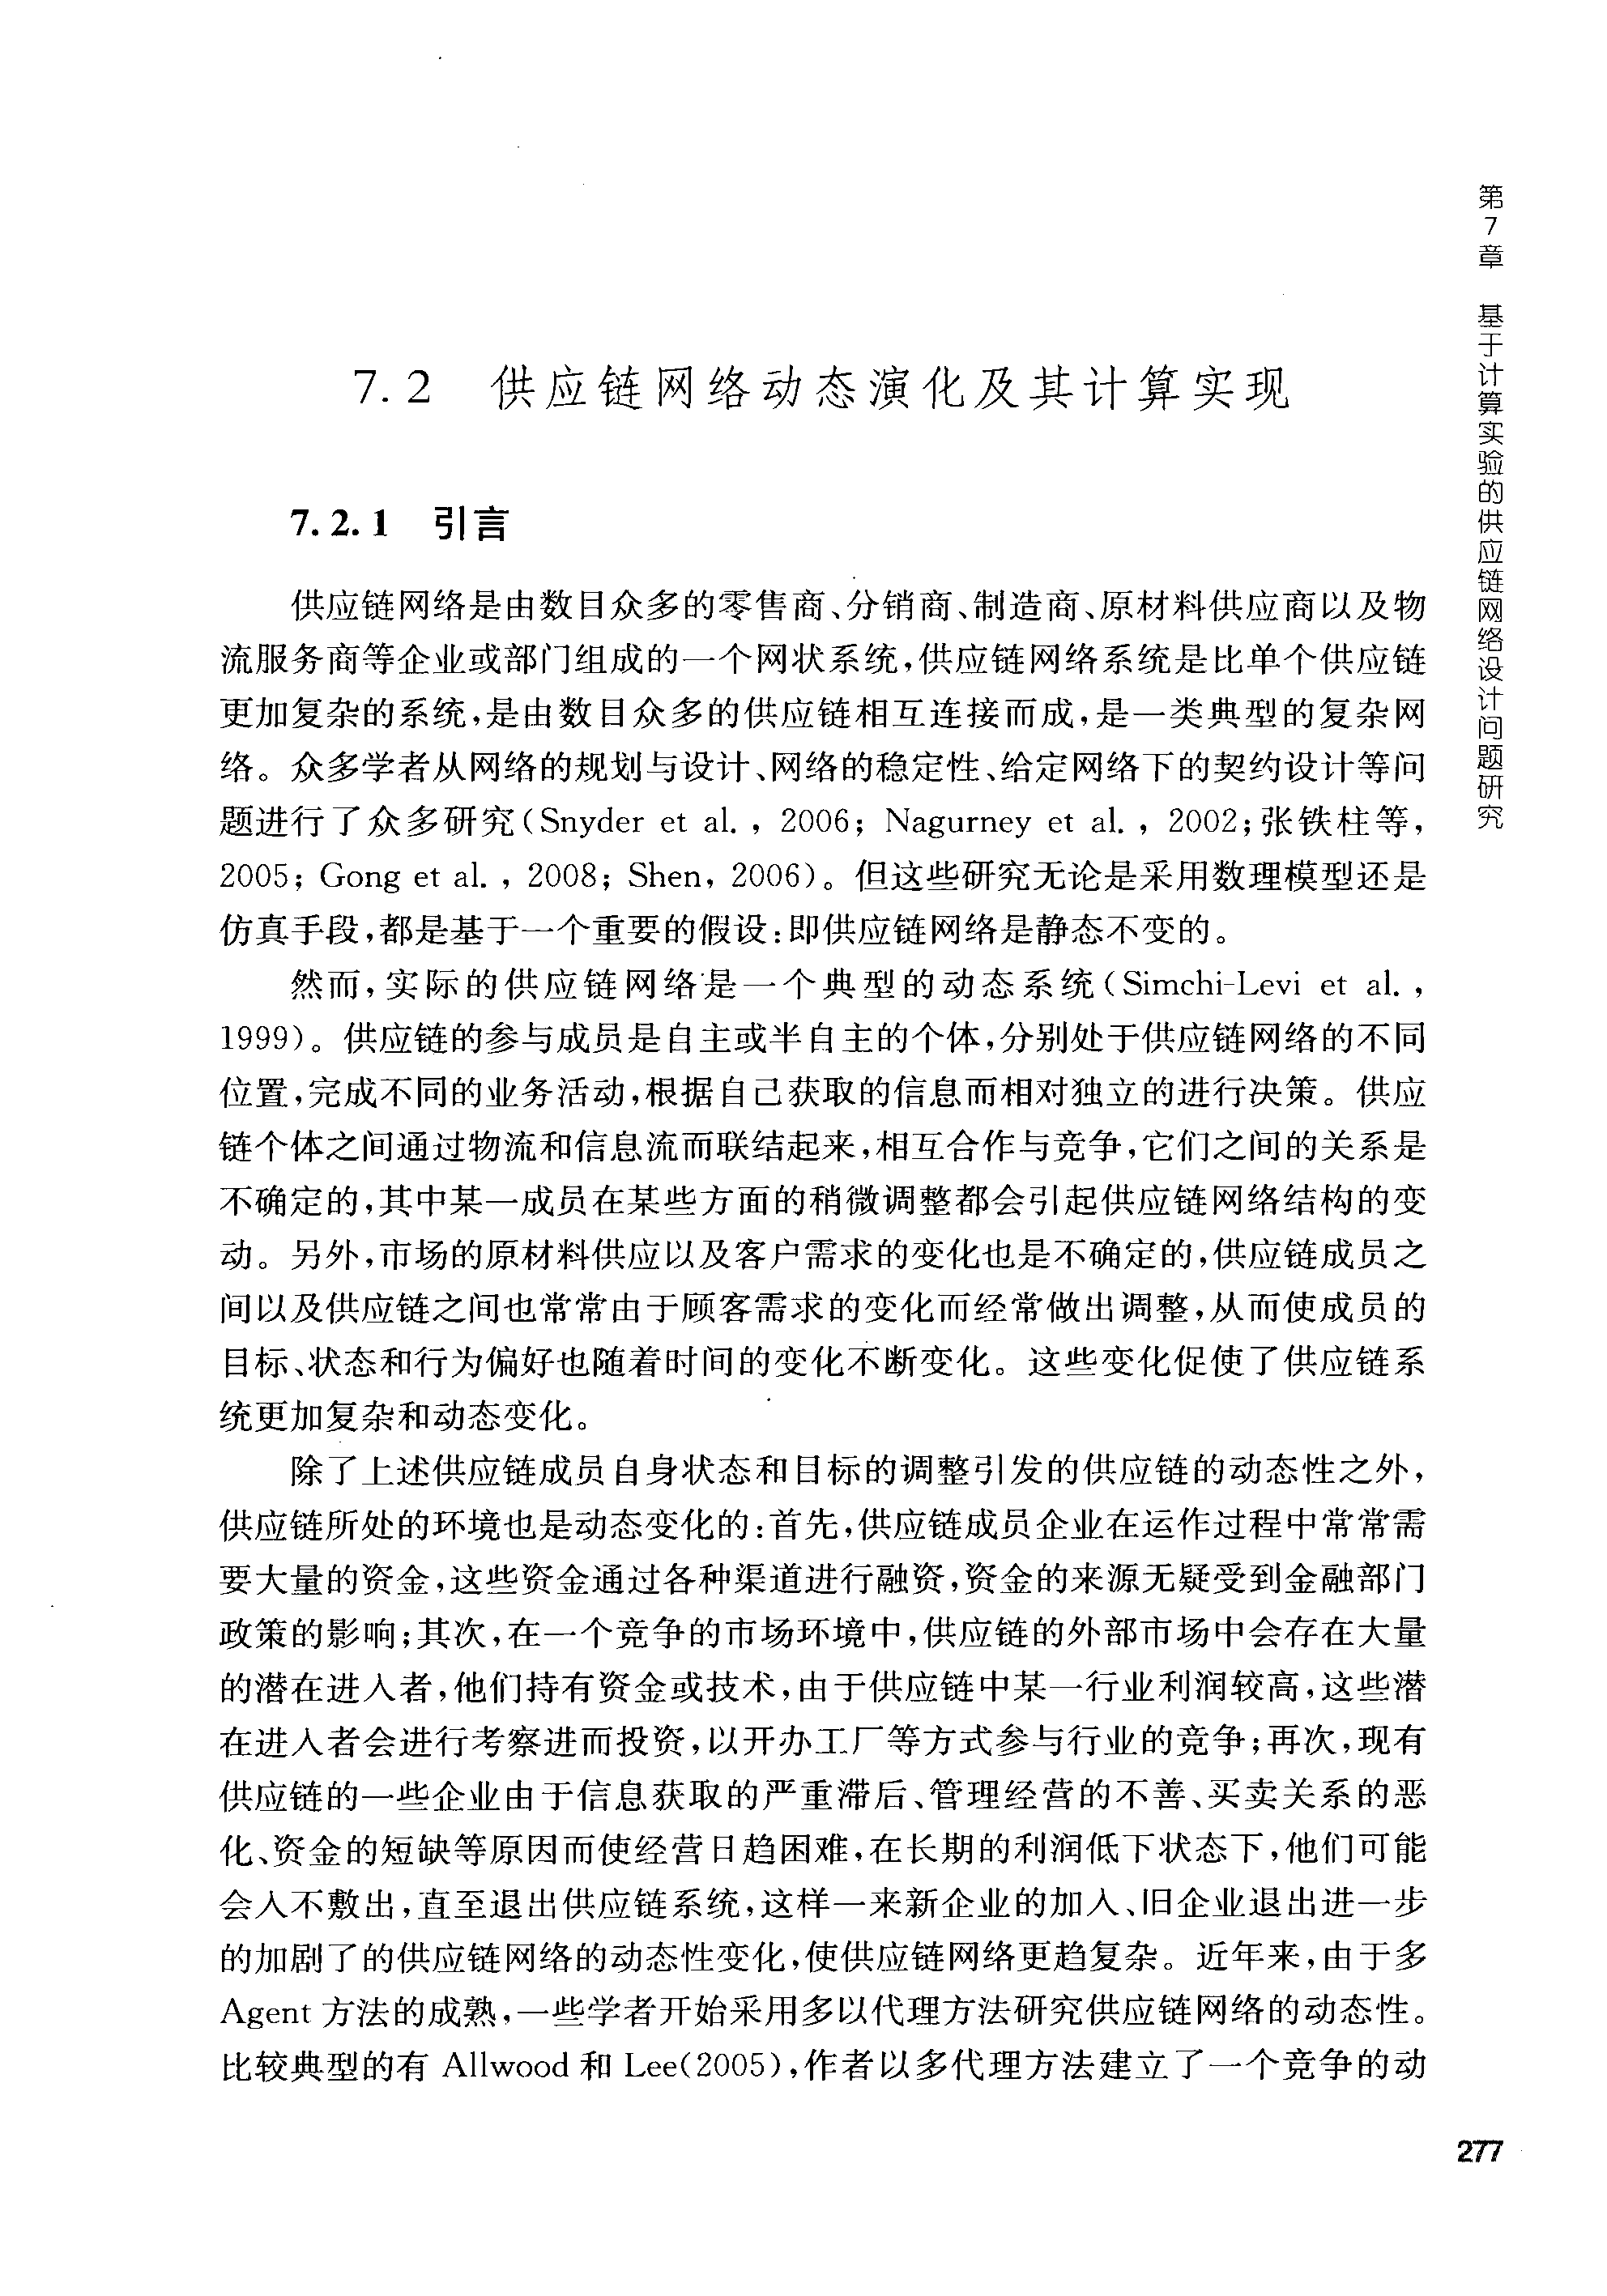 第7章 基于计算实验的供应链网络设计问题研究
7.2 供应链网络动态演化及其计算实现
7.2.1 引言
供应链网络是由数目众多的零售商、分销商、制造商、原材料供应商以及物
流服务商等企业或部门组成的一个网状系统,供应链网络系统是比单个供应链
更加复杂的系统,是由数目众多的供应链相互连接而成,是一类典型的复杂网
络。众多学者从网络的规划与设计、网络的稳定性、给定网络下的契约设计等问
题进行了众多研究(Snyder et al. , 2006; Nagurney et al. , 2002;张铁柱等,
2005; Gong et al. , 2008; Shen, 2006)。但这些研究无论是采用数理模型还是
仿真手段,都是基于一个重要的假设:即供应链网络是静态不变的。
然而,实际的供应链网络是一个典型的动态系统(Simchi-Levi et al. ,
1999)。供应链的参与成员是自主或半自主的个体,分别处于供应链网络的不同
位置,完成不同的业务活动,根据自己获取的信息而相对独立的进行决策。供应
链个体之间通过物流和信息流而联结起来,相互合作与竞争,它们之间的关系是
不确定的,其中某一成员在某些方面的稍微调整都会引起供应链网络结构的变
动。另外,市场的原材料供应以及客户需求的变化也是不确定的,供应链成员之
间以及供应链之间也常常由于顾客需求的变化而经常做出调整,从而使成员的
目标、状态和行为偏好也随着时间的变化不断变化。这些变化促使了供应链系
统更加复杂和动态变化。
除了上述供应链成员自身状态和目标的调整引发的供应链的动态性之外,
供应链所处的环境也是动态变化的:首先,供应链成员企业在运作过程中常常需
要大量的资金,这些资金通过各种渠道进行融资,资金的来源无疑受到金融部门
政策的影响;其次,在一个竞争的市场环境中,供应链的外部市场中会存在大量
的潜在进入者,他们持有资金或技术,由于供应链中某一行业利润较高,这些潜
在进入者会进行考察进而投资,以开办工厂等方式参与行业的竞争;再次,现有
供应链的一些企业由于信息获取的严重滞后、管理经营的不善、买卖关系的恶
化、资金的短缺等原因而使经营日趋困难,在长期的利润低下状态下,他们可能
会入不敷出,直至退出供应链系统,这样一来新企业的加入、旧企业退出进一步
的加剧了的供应链网络的动态性变化,使供应链网络更趋复杂。近年来,由于多
Agent 方法的成熟,一些学者开始采用多以代理方法研究供应链网络的动态性。
比较典型的有 Allwood 和 Lee(2005),作者以多代理方法建立了一个竞争的动
277